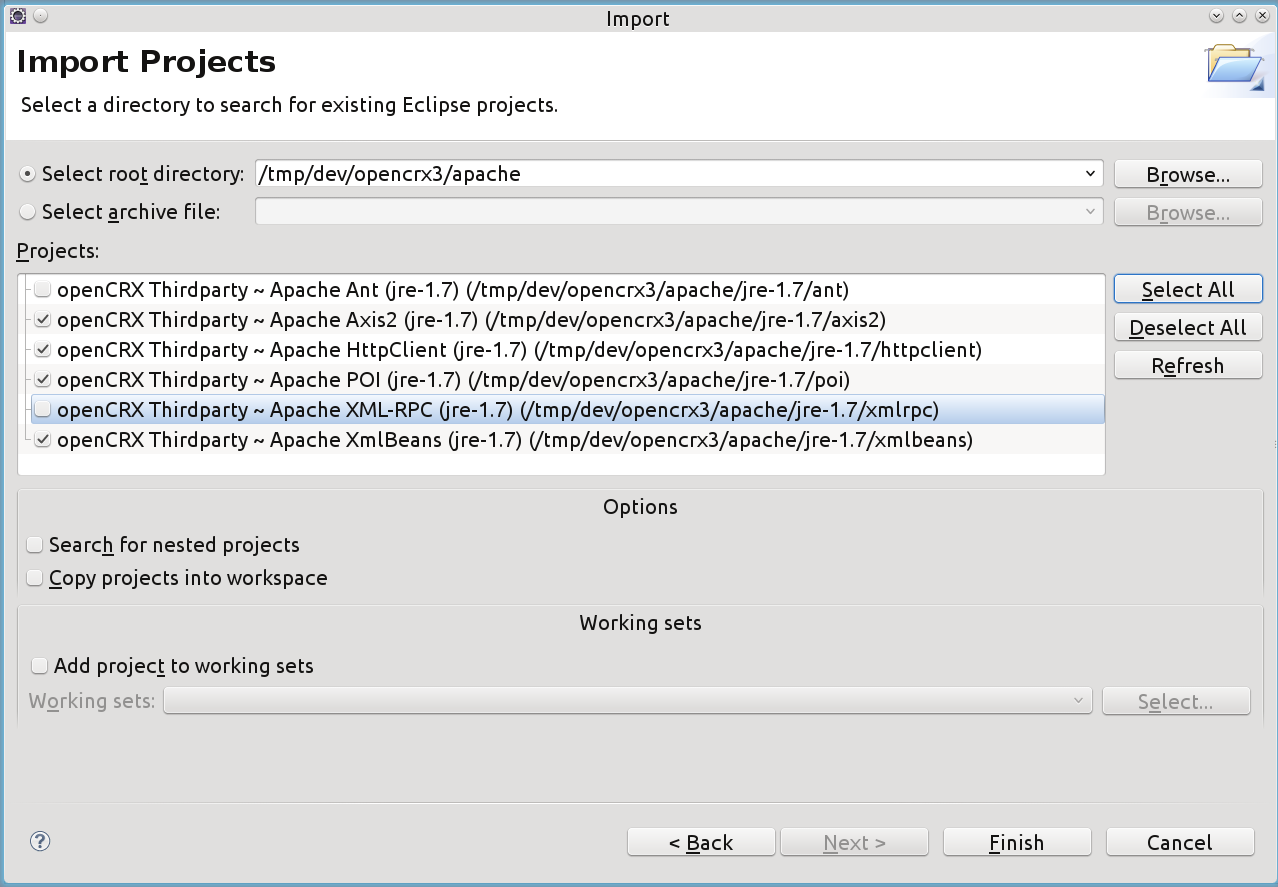 Import
Import Projects
Select a directory to search for existing Eclipse projects.
Select root directory: /tmp/dev/opencrx3/apache Browse...
Select archive file: Browse...
Projects:
openCRX Thirdparty ~ Apache Ant (jre-1.7) (/tmp/dev/opencrx3/apache/jre-1.7/ant)
Select All
openCRX Thirdparty ~ Apache Axis2 (jre-1.7) (/tmp/dev/opencrx3/apache/jre-1.7/axis2)
Deselect All
openCRX Thirdparty ~ Apache HttpClient (jre-1.7) (/tmp/dev/opencrx3/apache/jre-1.7/httpclient)
Refresh
openCRX Thirdparty ~ Apache POI (jre-1.7) (/tmp/dev/opencrx3/apache/jre-1.7/poi)
openCRX Thirdparty ~ Apache XML-RPC (jre-1.7) (/tmp/dev/opencrx3/apache/jre-1.7/xmlrpc)
openCRX Thirdparty ~ Apache XmlBeans (jre-1.7) (/tmp/dev/opencrx3/apache/jre-1.7/xmlbeans)
Options
Search for nested projects
Copy projects into workspace
Working sets
Add project to working sets
Working sets: Select...
? < Back Next > Finish Cancel